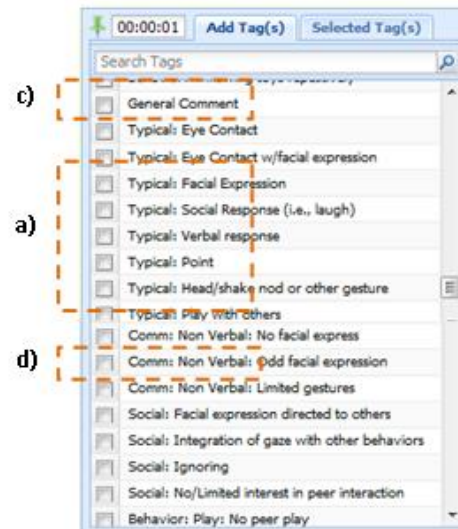 00:00:01 Add Tag(s) Selected Tag(s)
Search Tags
c)
General Comment
Typical: Eye Contact
Typical: Eye Contact w/facial expression
Typical: Facial Expression
a)
Typical: Social Response (i.e., laugh)
Typical: Verbal response
Typical: Point
Typical: Head/shake nod or other gesture
Typical: Play with others
Comm: Non Verbal: No facial express
d)
Comm: Non Verbal: Odd facial expression
Comm: Non Verbal: Limited gestures
Social: Facial expression directed to others
Social: Integration of gaze with other behaviors
Social: Ignoring
Social: No/Limited interest in peer interaction
Behavior: Play: No peer play